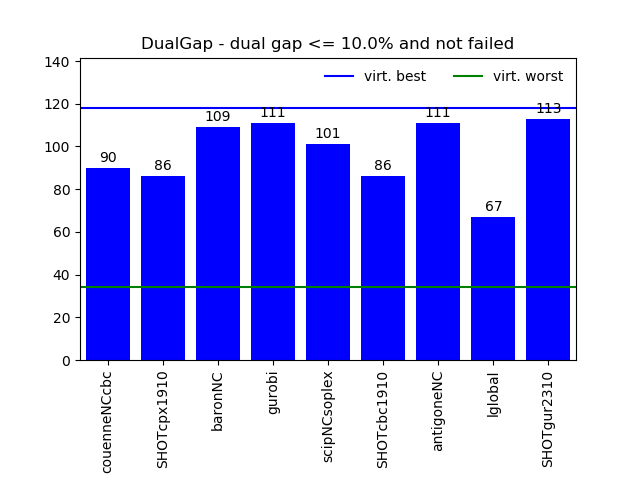 DualGap - dual gap <= 10.0% and not failed
140
120
100
80
60
40
20
0
virt. best
virt. worst
90
86
109
111
101
86
111
67
113
couenneNCcbc
SHOTcpx1910
baronNC
gurobi
scipNCsoplex
SHOTcbc1910
antigoneNC
lglobal
SHOTgur2310